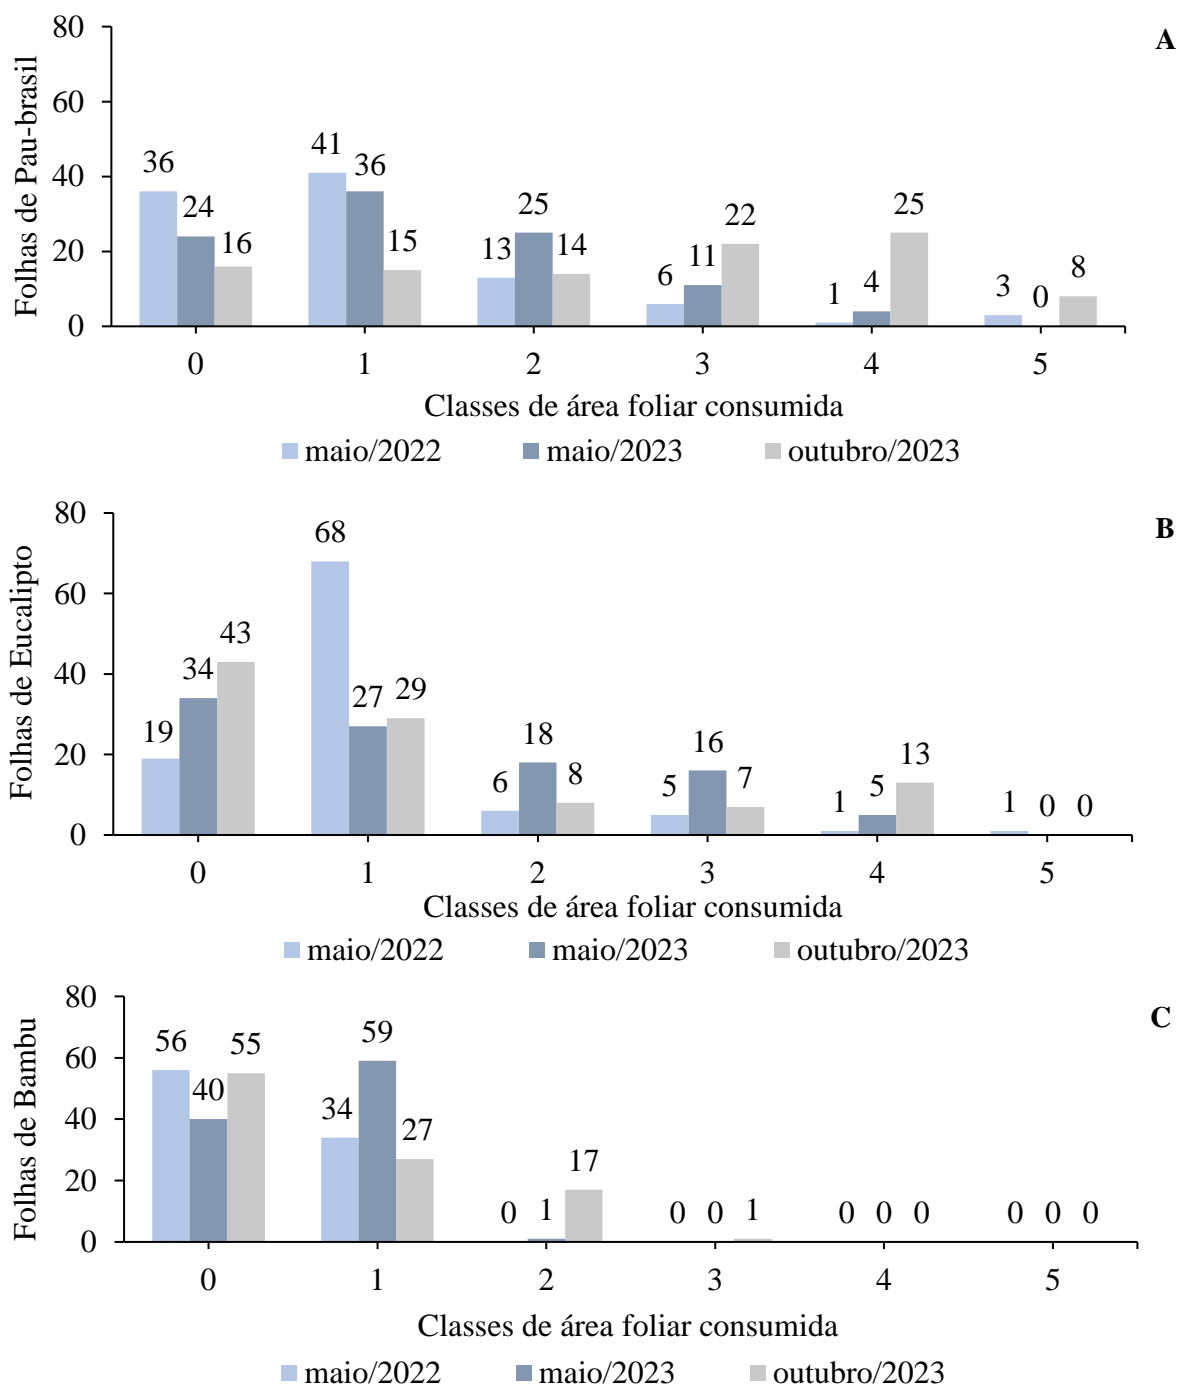 A
Folhas de Pau-brasil
80
60
40
20
0
36 24 16
41 36 15
13 25 14
6 11 22
1 4 25
3 0 8
0 1 2 3 4 5
Classes de área foliar consumida
maio/2022 maio/2023 outubro/2023
B
Folhas de Eucalipto
80
60
40
20
0
19 34 43
68 27 29
6 18 8
5 16 7
1 5 13
1 0 0
0 1 2 3 4 5
Classes de área foliar consumida
maio/2022 maio/2023 outubro/2023
C
Folhas de Bambu
80
60
40
20
0
56 40 55
34 59 27
0 1 17
0 0 1
0 0 0
0 0 0
0 1 2 3 4 5
Classes de área foliar consumida
maio/2022 maio/2023 outubro/2023